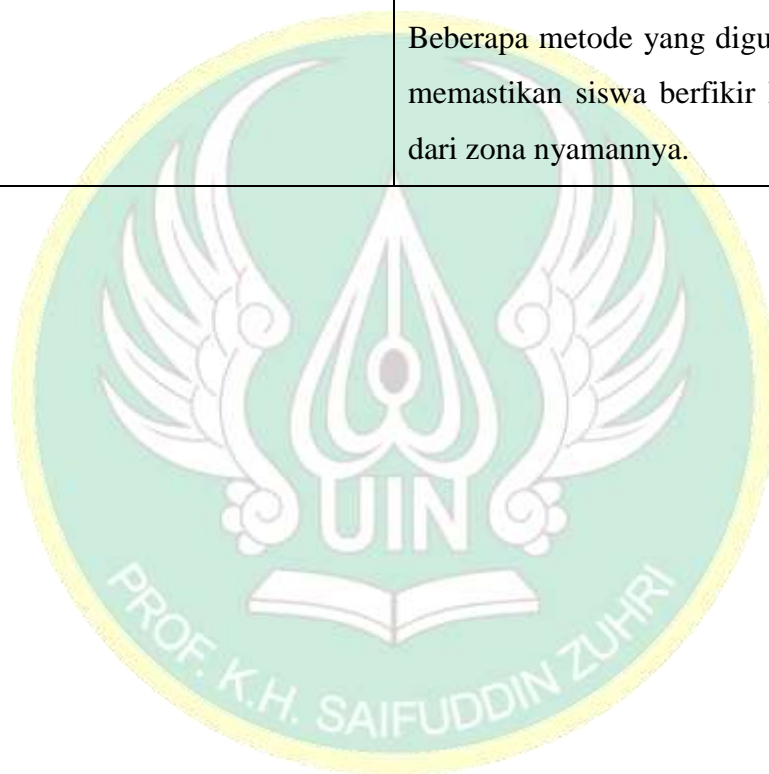 Beberapa metode yang
memastikan siswa berfikir
dari zona nyamannya.
UIN
PROF. K.H. SAIFUDDIN ZUHRI